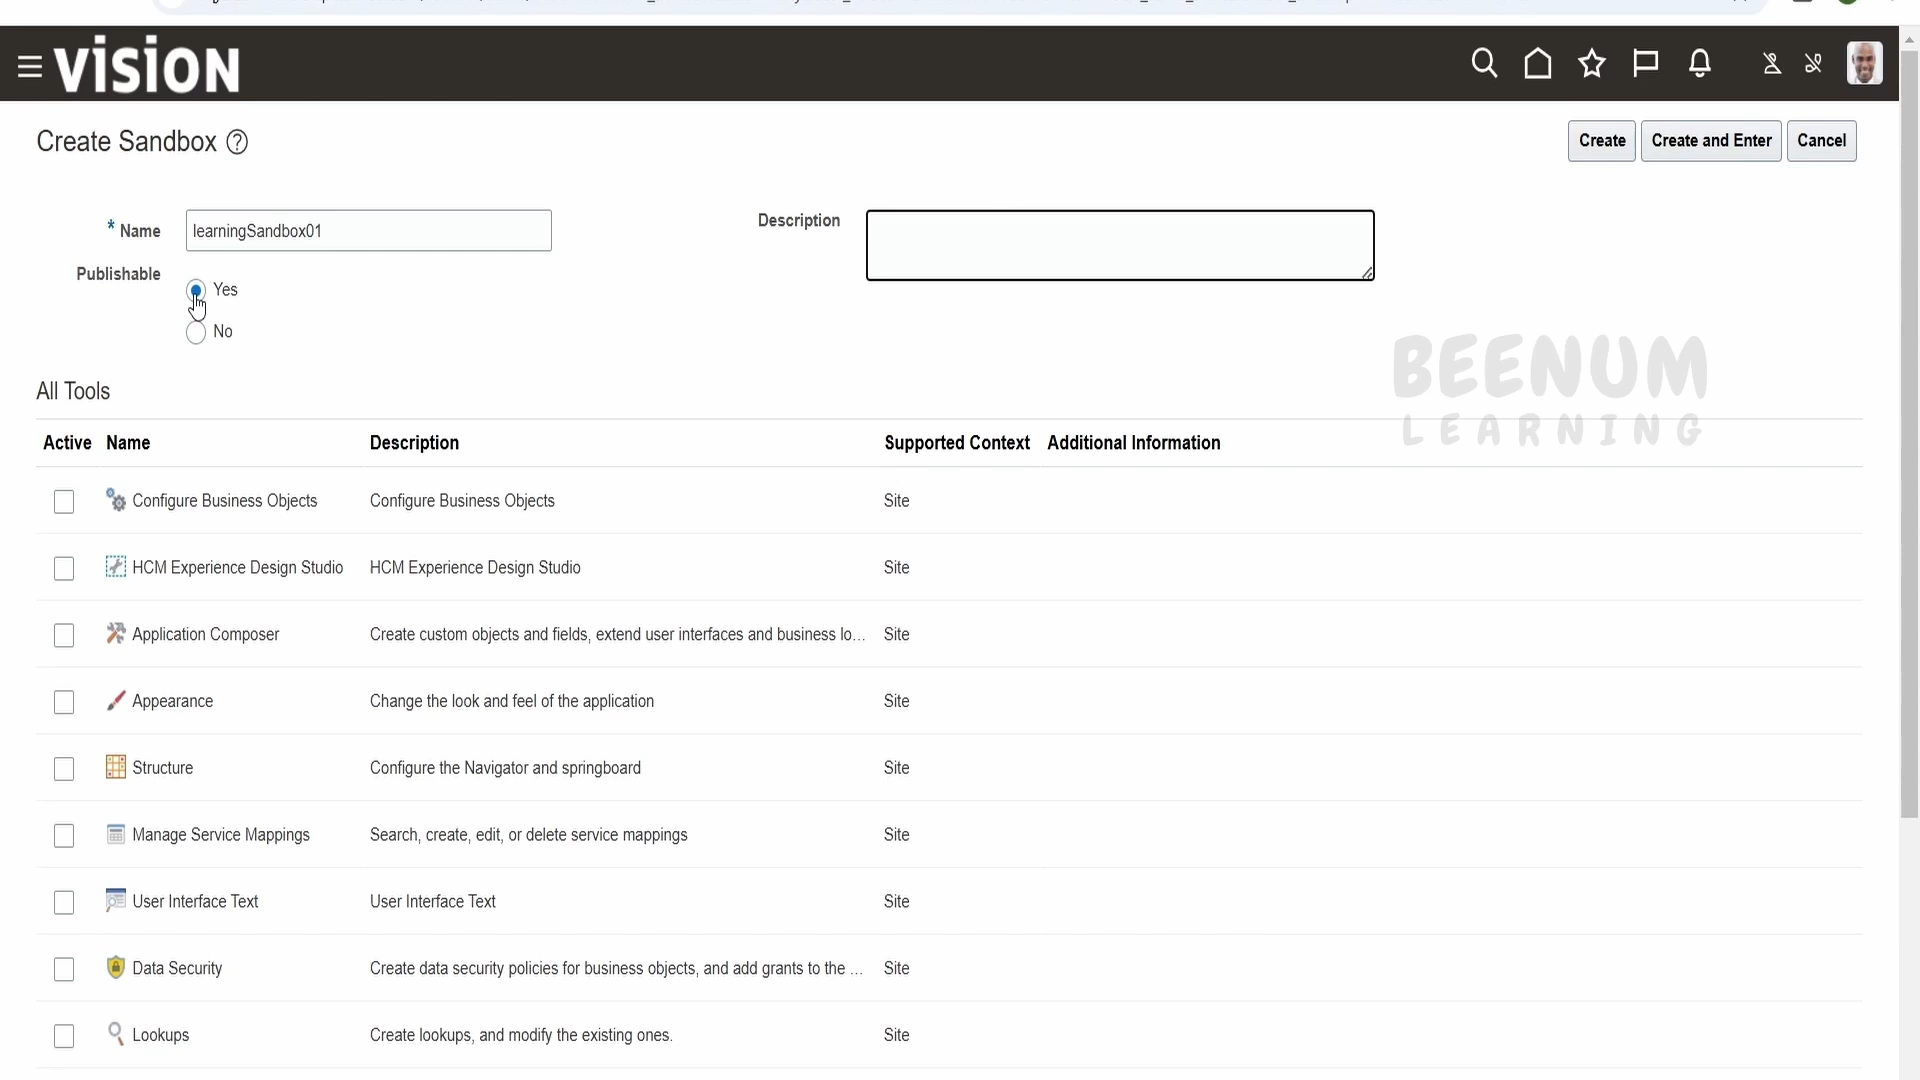 vision
Create Sandbox ?
Create Create and Enter Cancel
* Name learningSandbox01
Description
Publishable
Yes
No
BEENUM
LEARNING
All Tools
Active Name Description Supported Context Additional Information
Configure Business Objects Configure Business Objects Site
HCM Experience Design Studio HCM Experience Design Studio Site
Application Composer Create custom objects and fields, extend user interfaces and business lo... Site
Appearance Change the look and feel of the application Site
Structure Configure the Navigator and springboard Site
Manage Service Mappings Search, create, edit, or delete service mappings Site
User Interface Text User Interface Text Site
Data Security Create data security policies for business objects, and add grants to the ... Site
Lookups Create lookups, and modify the existing ones. Site